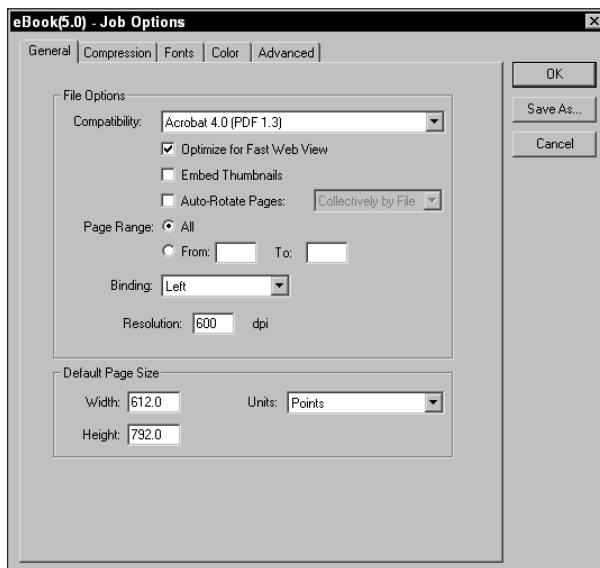 eBook(5.0) - Job Options
General Compression Fonts Color Advanced
OK
Save As...
Cancel
File Options
Compatibility: Acrobat 4.0 (PDF 1.3)
Optimize for Fast Web View
Embed Thumbnails
Auto-Rotate Pages: Collectively by File
Page Range: All
From: To:
Binding: Left
Resolution: 600 dpi
Default Page Size
Width: 612.0 Units: Points
Height: 792.0